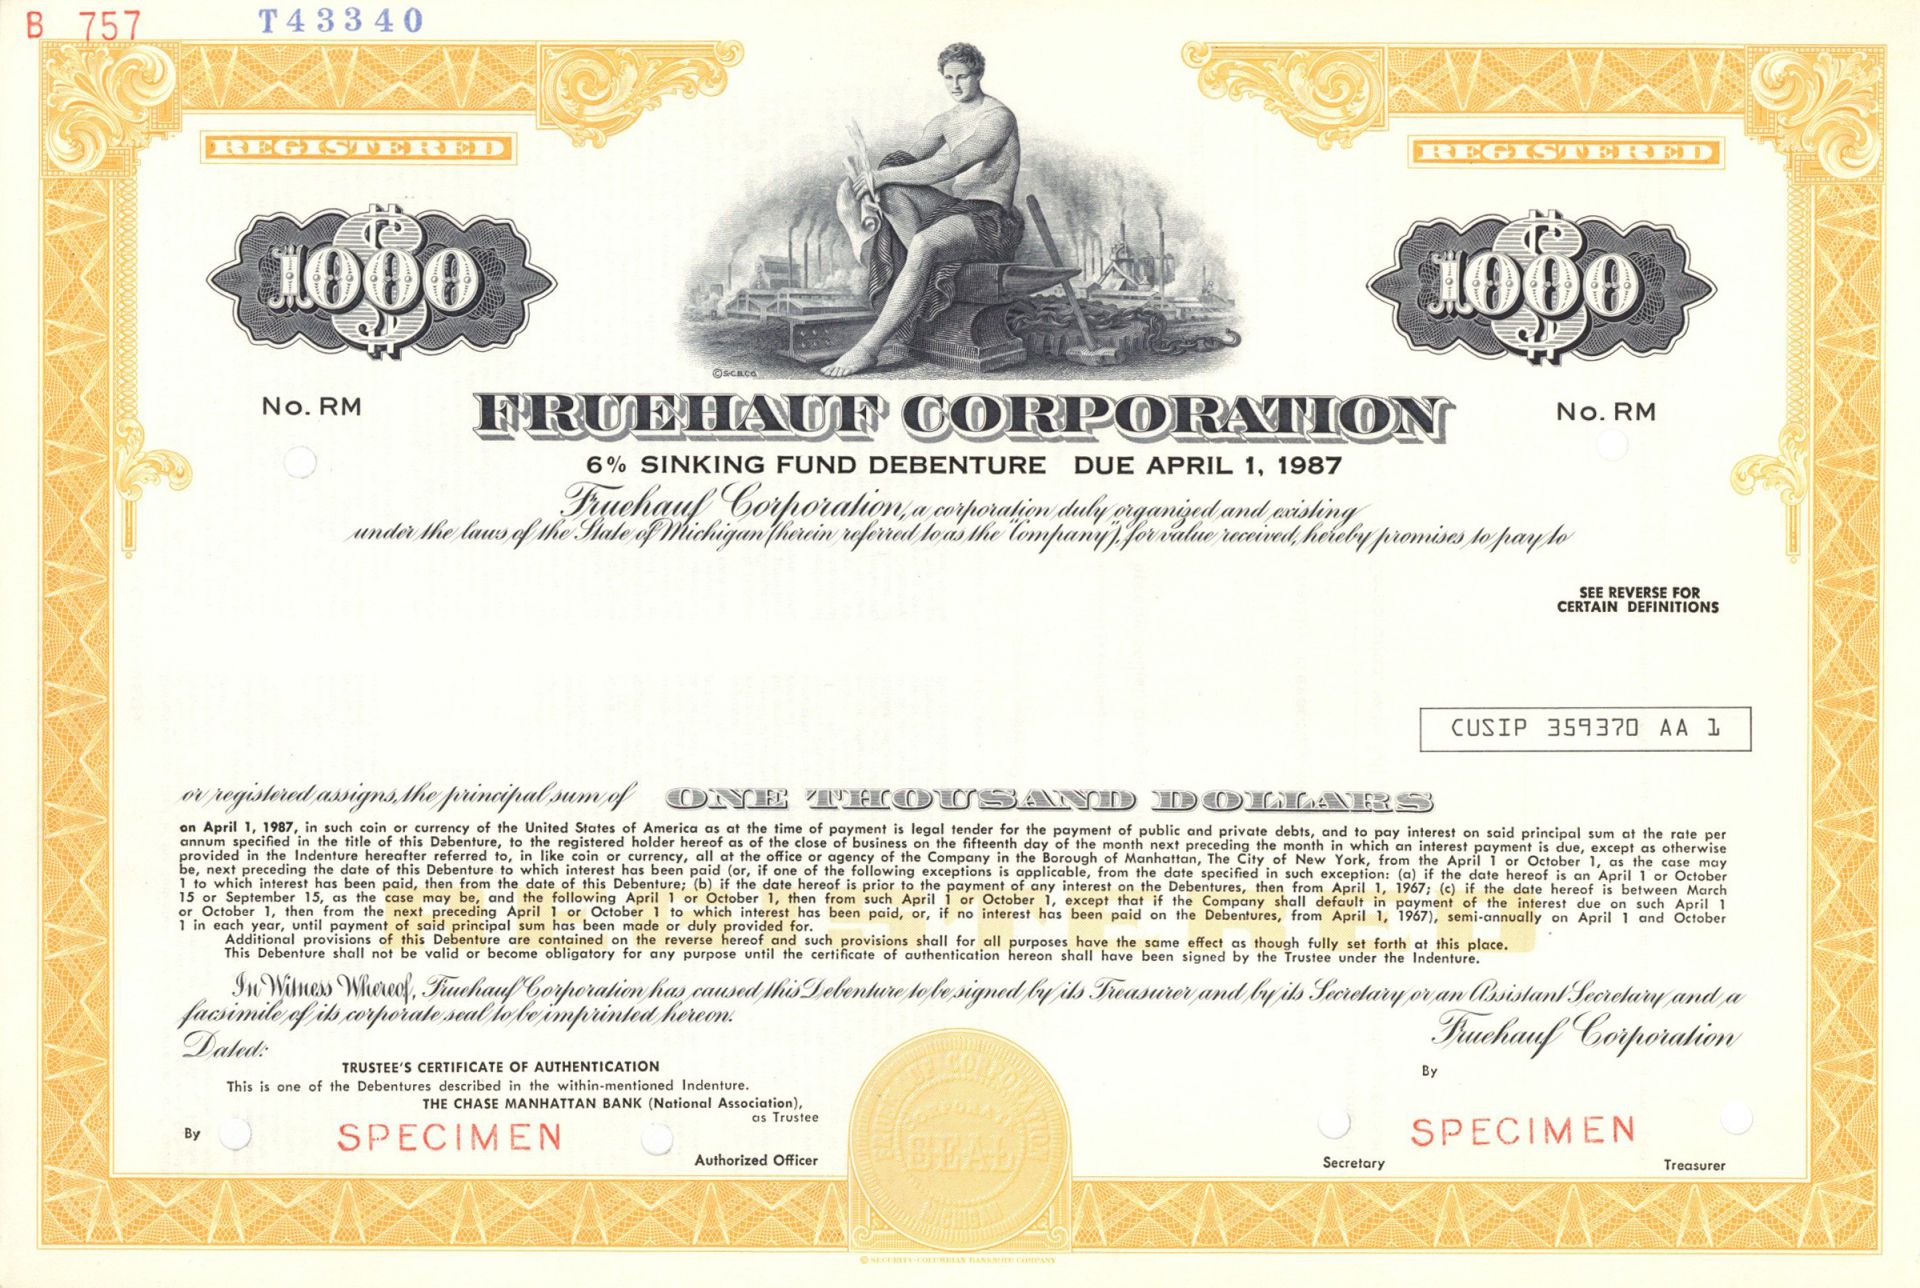 B 757 T43340
REGISTERED REGISTERED
$1000 $1000
© S-C.B.CO.
No. RM No. RM
FRUEHAUF CORPORATION
6% SINKING FUND DEBENTURE DUE APRIL 1, 1987
Fruehauf Corporation, a corporation duly organized and existing
under the laws of the State of Michigan (herein referred to as the "Company"), for value received, hereby promises to pay to
SEE REVERSE FOR
CERTAIN DEFINITIONS
CUSIP 359370 AA 1
or registered assigns, the principal sum of ONE THOUSAND DOLLARS
on April 1, 1987, in such coin or currency of the United States of America as at the time of payment is legal tender for the payment of public and private debts, and to pay interest on said principal sum at the rate per
annum specified in the title of this Debenture, to the registered holder hereof as of the close of business on the fifteenth day of the month next preceding the month in which an interest payment is due, except as otherwise
provided in the Indenture hereafter referred to, in like coin or currency, all at the office or agency of the Company in the Borough of Manhattan, The City of New York, from the April 1 or October 1, as the case may
be, next preceding the date of this Debenture to which interest has been paid (or, if one of the following exceptions is applicable, from the date specified in such exception: (a) if the date hereof is an April 1 or October
1 to which interest has been paid, then from the date of this Debenture; (b) if the date hereof is prior to the payment of any interest on the Debentures, then from April 1, 1967; (c) if the date hereof is between March
15 or September 15, as the case may be, and the following April 1 or October 1, then from such April 1 or October 1, except that if the Company shall default in payment of the interest due on such April 1
or October 1, then from the next preceding April 1 or October 1 to which interest has been paid, or, if no interest has been paid on the Debentures, from April 1, 1967), semi-annually on April 1 and October
1 in each year, until payment of said principal sum has been made or duly provided for.
Additional provisions of this Debenture are contained on the reverse hereof and such provisions shall for all purposes have the same effect as though fully set forth at this place.
This Debenture shall not be valid or become obligatory for any purpose until the certificate of authentication hereon shall have been signed by the Trustee under the Indenture.
In Witness Whereof, Fruehauf Corporation has caused this Debenture to be signed by its Treasurer and by its Secretary or an Assistant Secretary and a
facsimile of its corporate seal to be imprinted hereon.
Fruehauf Corporation
Dated:
TRUSTEE'S CERTIFICATE OF AUTHENTICATION
This is one of the Debentures described in the within-mentioned Indenture.
THE CHASE MANHATTAN BANK (National Association),
as Trustee
By SPECIMEN
Authorized Officer
FRUEHAUF CORPORATION
CORPORATE
SEAL
MICHIGAN
By
SPECIMEN
Secretary Treasurer
© SECURITY-COLUMBIAN BANKNOTE COMPANY